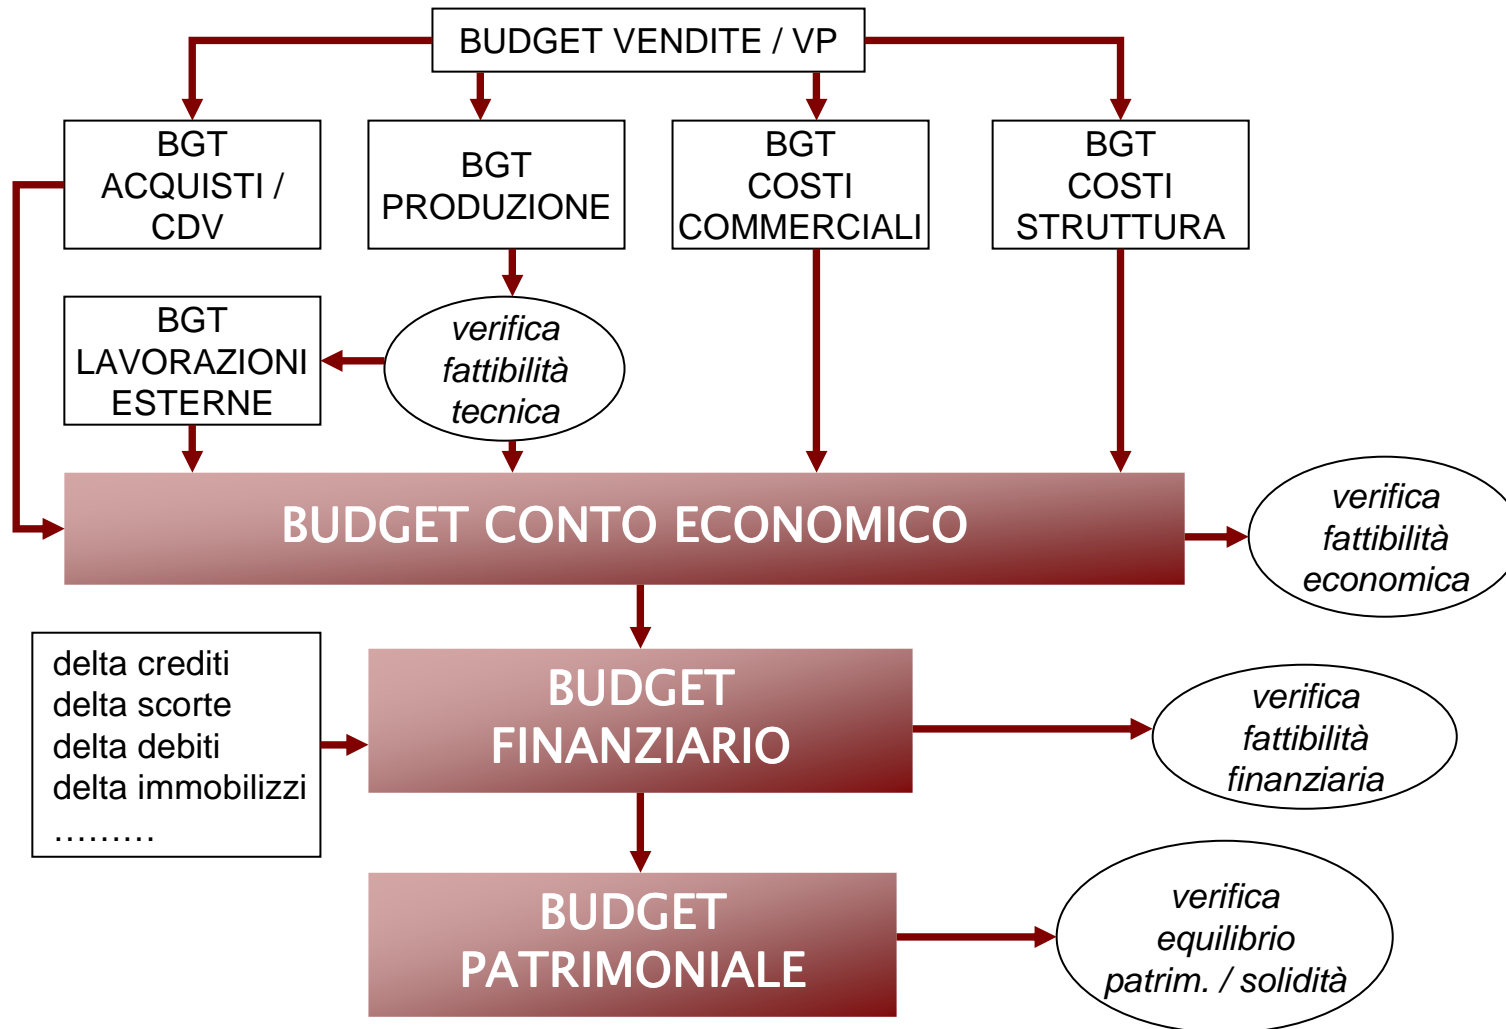 BUDGET VENDITE / VP
BGT
ACQUISTI /
CDV
BGT
PRODUZIONE
BGT
COSTI
COMMERCIALI
BGT
COSTI
STRUTTURA
BGT
LAVORAZIONI
ESTERNE
verifica
fattibilità
tecnica
BUDGET CONTO ECONOMICO
verifica
fattibilità
economica
delta crediti
delta scorte
delta debiti
delta immobilizzi
………
BUDGET
FINANZIARIO
verifica
fattibilità
finanziaria
BUDGET
PATRIMONIALE
verifica
equilibrio
patrim. / solidità